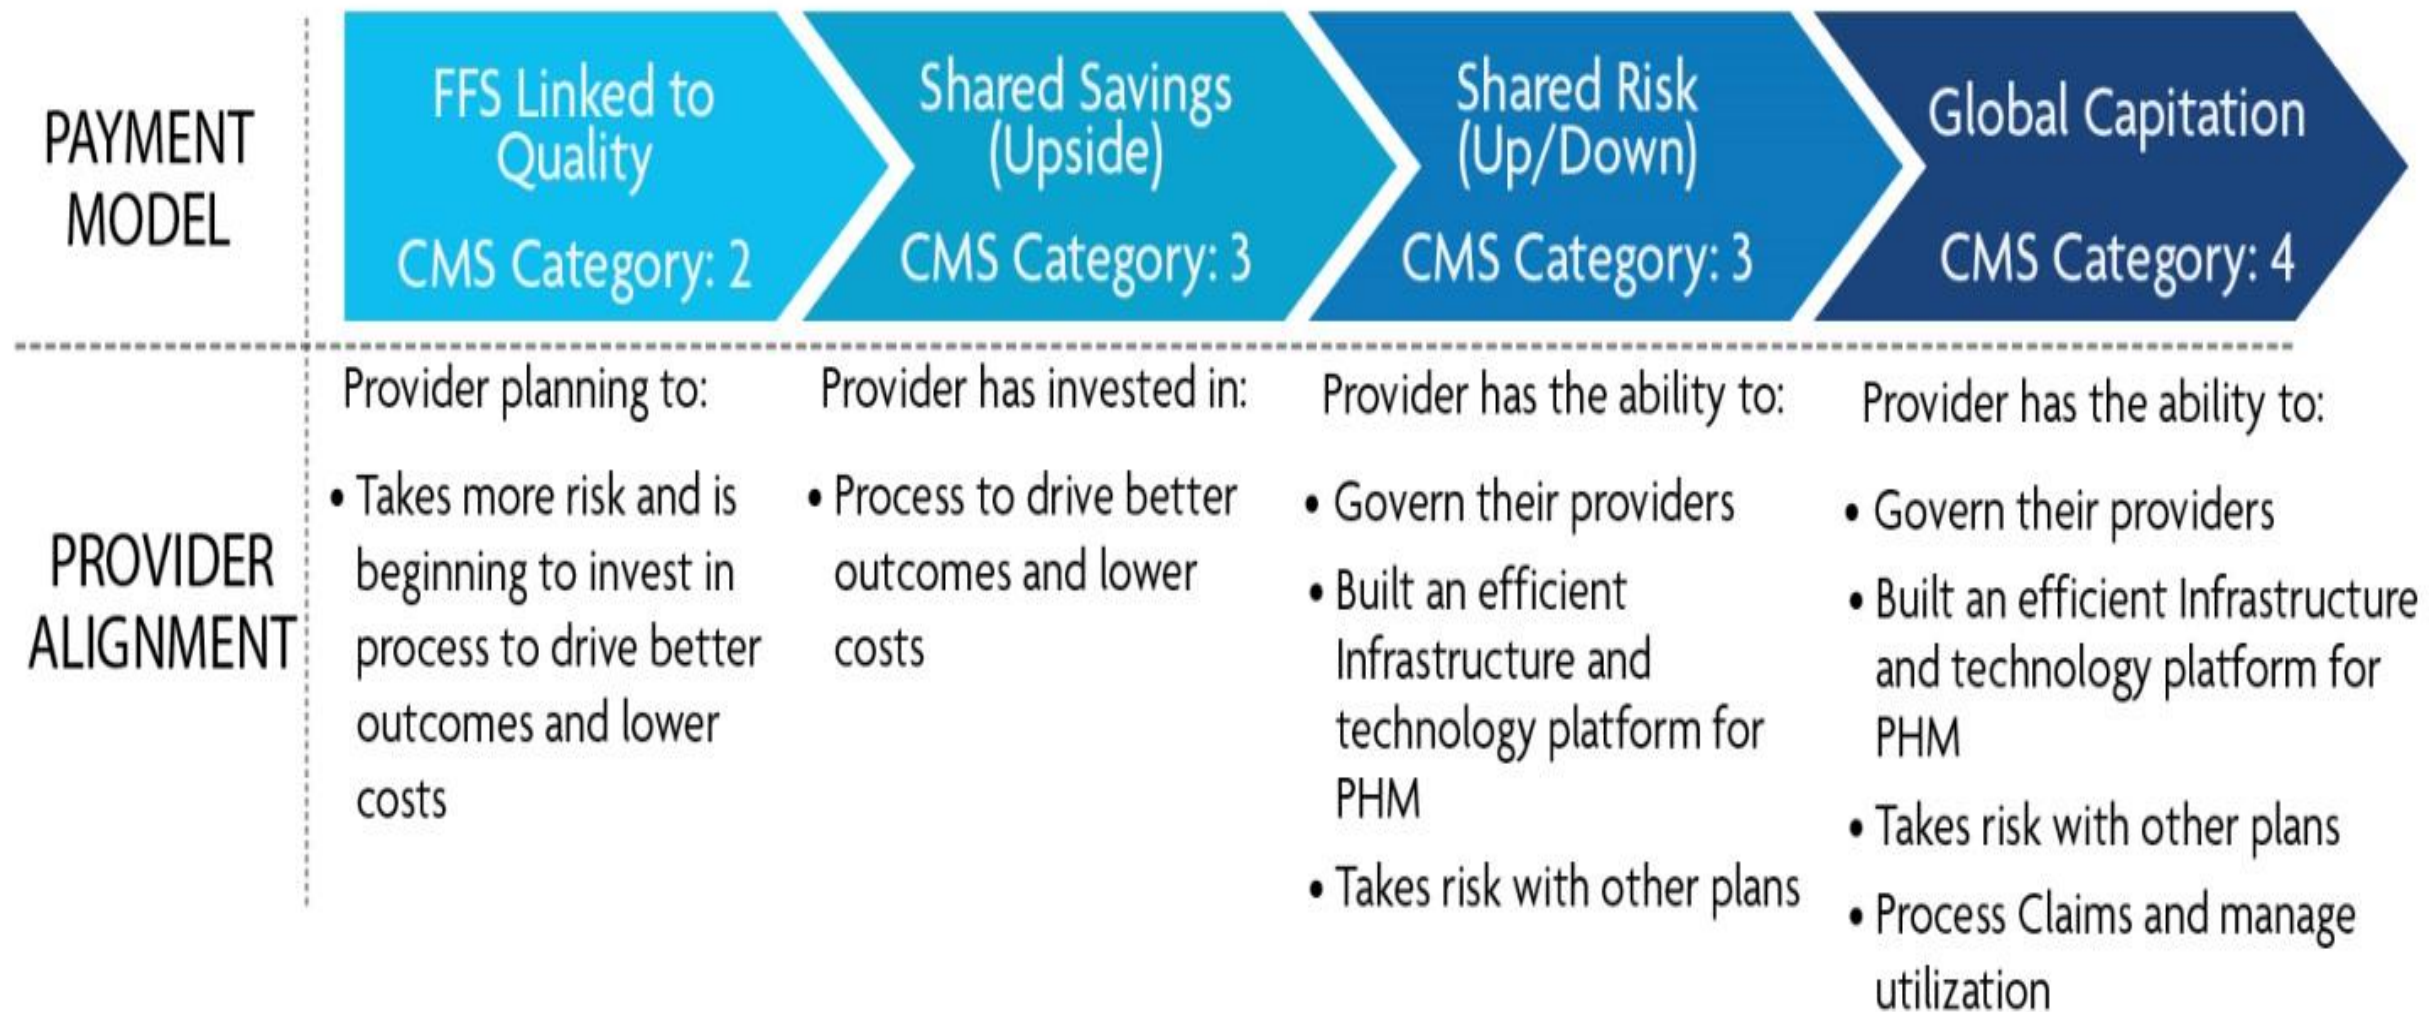 PAYMENT
MODEL
FFS Linked to
Quality
CMS Category: 2
Shared Savings
(Upside)
CMS Category: 3
Shared Risk
(Up/Down)
CMS Category: 3
Global Capitation
CMS Category: 4
PROVIDER
ALIGNMENT
Provider planning to:
• Takes more risk and is
beginning to invest in
process to drive better
outcomes and lower
costs
Provider has invested in:
• Process to drive better
outcomes and lower
costs
Provider has the ability to:
• Govern their providers
• Built an efficient
Infrastructure and
technology platform for
PHM
• Takes risk with other plans
Provider has the ability to:
• Govern their providers
• Built an efficient Infrastructure
and technology platform for
PHM
• Takes risk with other plans
• Process Claims and manage
utilization